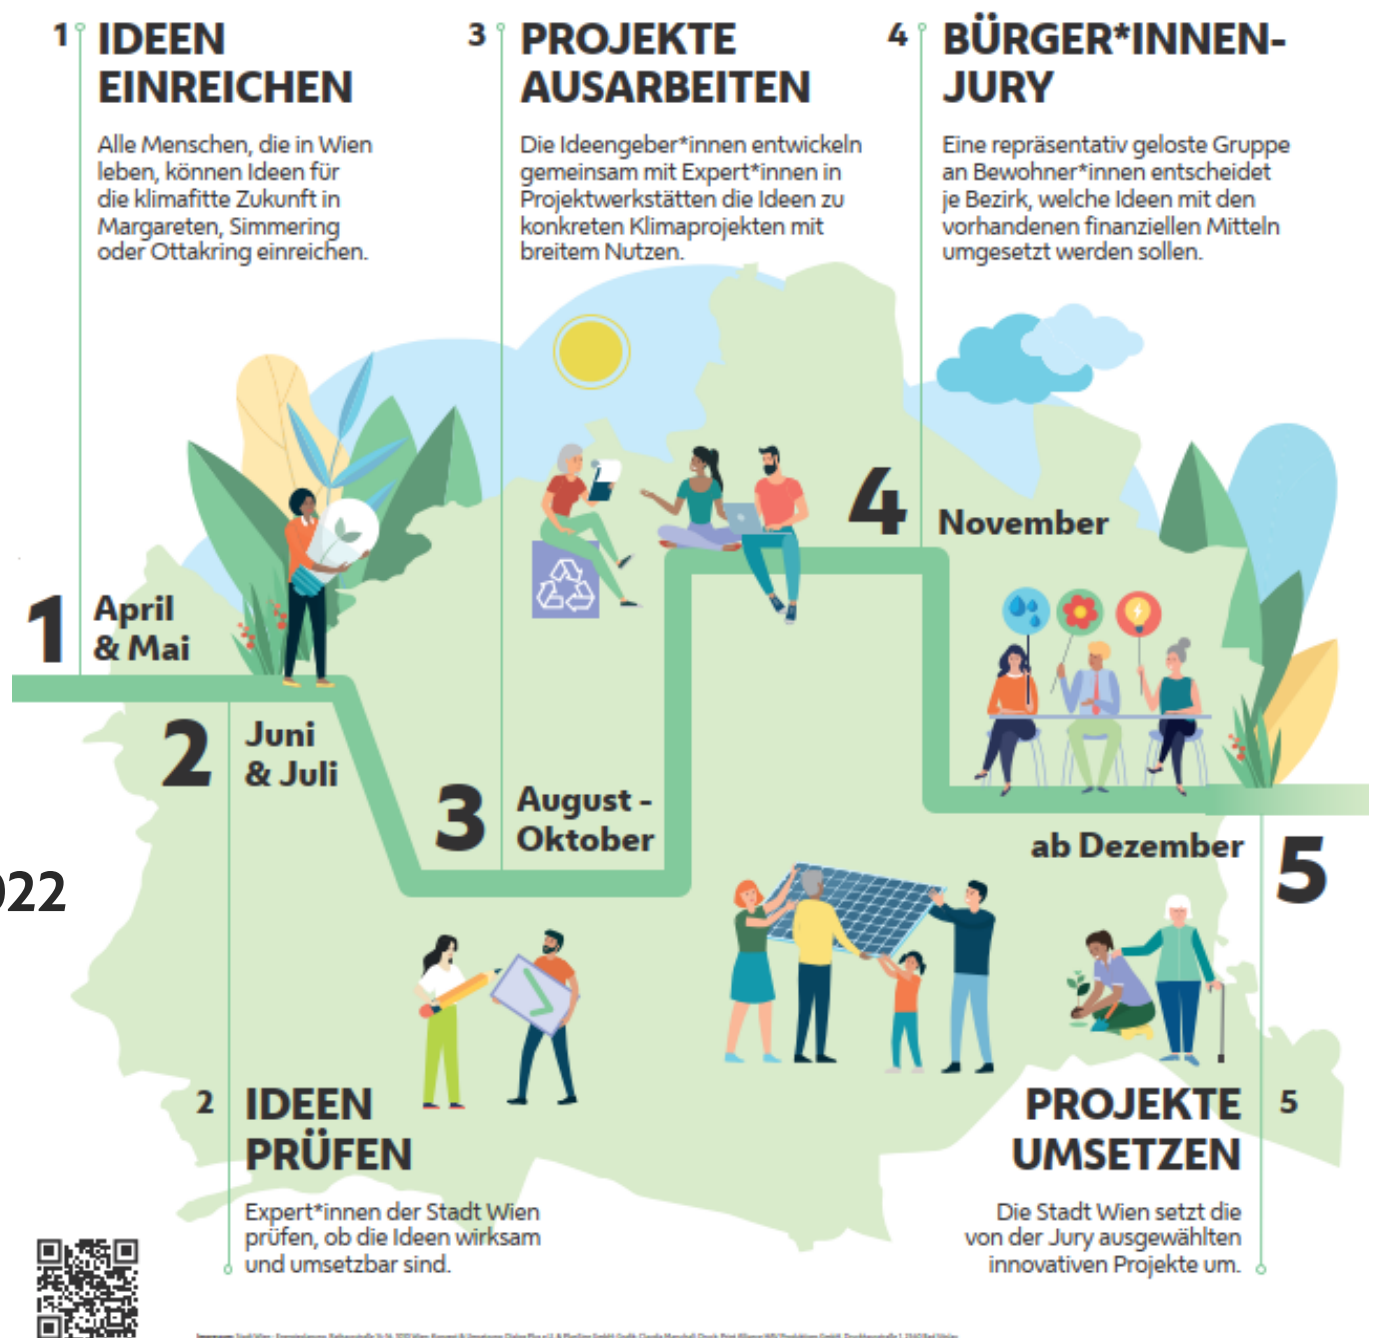 1 IDEEN
EINREICHEN
Alle Menschen, die in Wien
leben, können Ideen für
die klimafitte Zukunft in
Margareten, Simmering
oder Ottakring einreichen.
3 PROJEKTE
AUSARBEITEN
Die Ideengeber*innen entwickeln
gemeinsam mit Expert*innen in
Projektwerkstätten die Ideen zu
konkreten Klimaprojekten mit
breitem Nutzen.
4 BÜRGER*INNEN-
JURY
Eine repräsentativ geloste Gruppe
an Bewohner*innen entscheidet
je Bezirk, welche Ideen mit den
vorhandenen finanziellen Mitteln
umgesetzt werden sollen.
1 April
& Mai
2 Juni
& Juli
3 August -
Oktober
4 November
ab Dezember 5
022
2 IDEEN
PRÜFEN
Expert*innen der Stadt Wien
prüfen, ob die Ideen wirksam
und umsetzbar sind.
PROJEKTE 5
UMSETZEN
Die Stadt Wien setzt die
von der Jury ausgewählten
innovativen Projekte um.